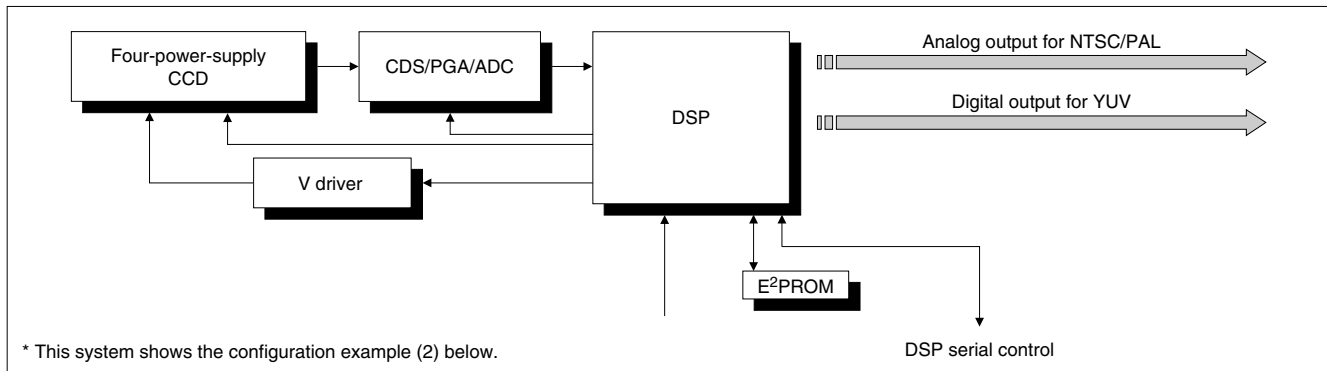 Four-power-supply
CCD
CDS/PGA/ADC
DSP
Analog output for NTSC/PAL
Digital output for YUV
V driver
E²PROM
* This system shows the configuration example (2) below.
DSP serial control